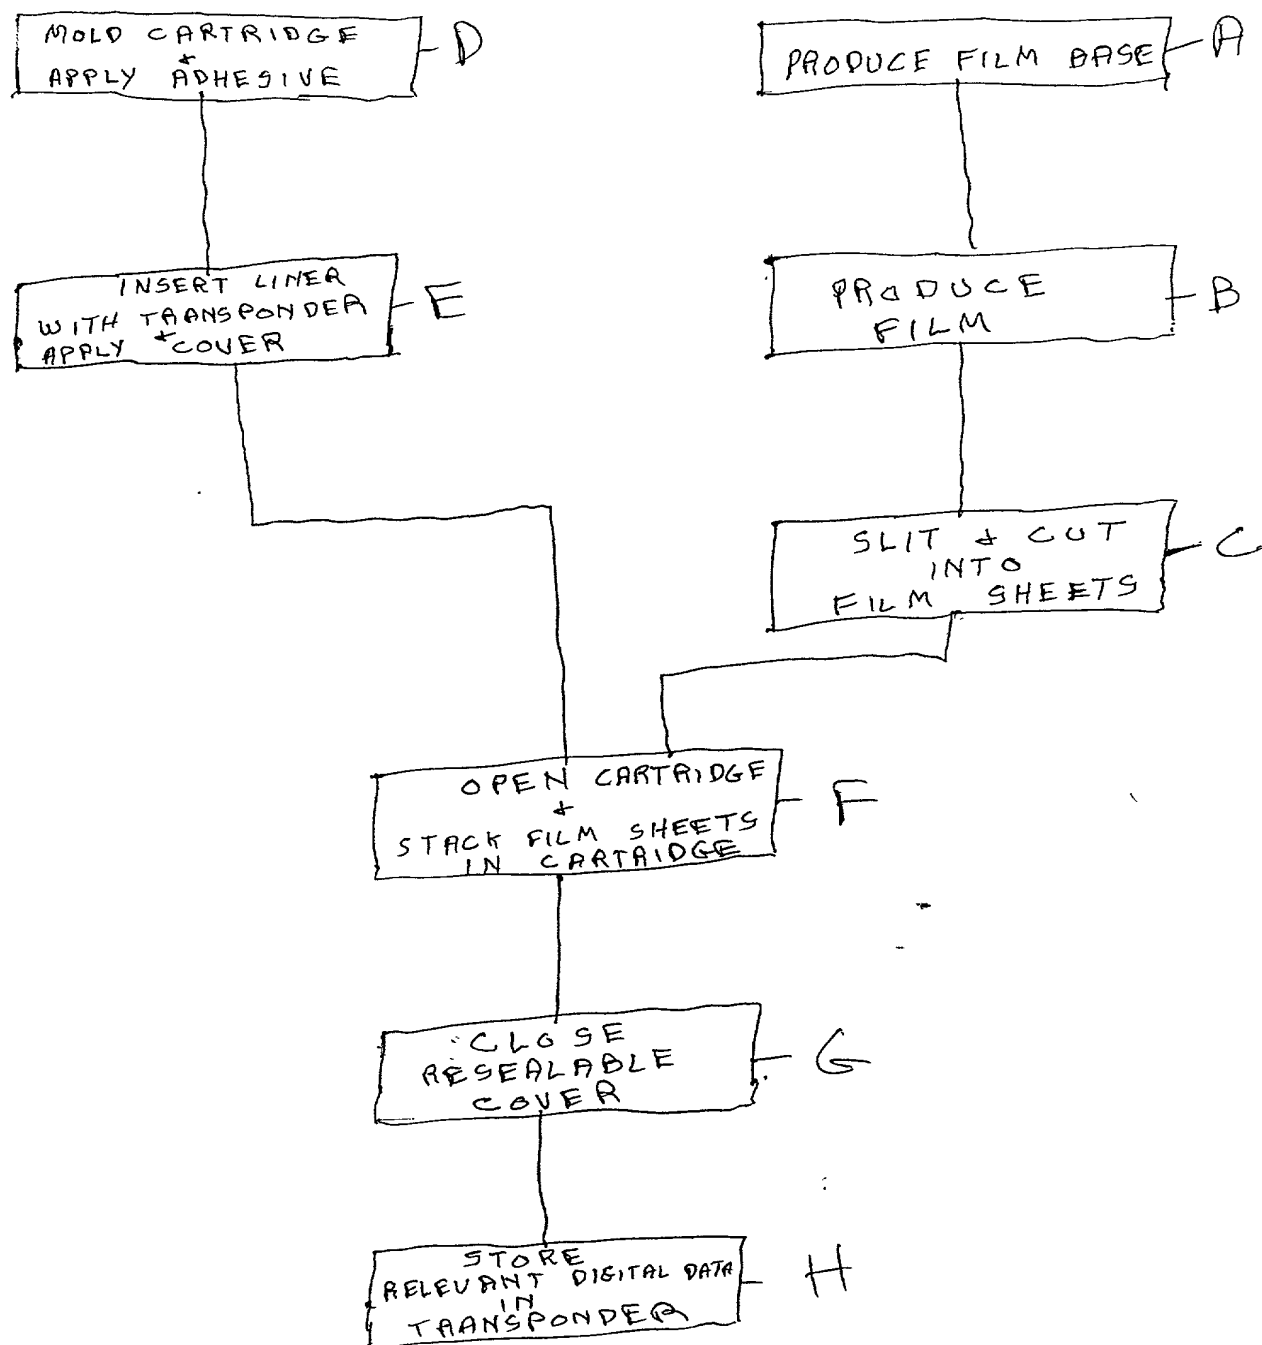 MOLD CARTRIDGE
+
APPLY ADHESIVE
D
PRODUCE FILM BASE
A
INSERT LINER
WITH TRANSPONDER
+
APPLY COVER
E
PRODUCE
FILM
B
SLIT + CUT
INTO
FILM SHEETS
C
OPEN CARTRIDGE
+
STACK FILM SHEETS
IN CARTRIDGE
F
CLOSE
RESEALABLE
COVER
G
STORE
RELEVANT DIGITAL DATA
IN
TRANSPONDER
H